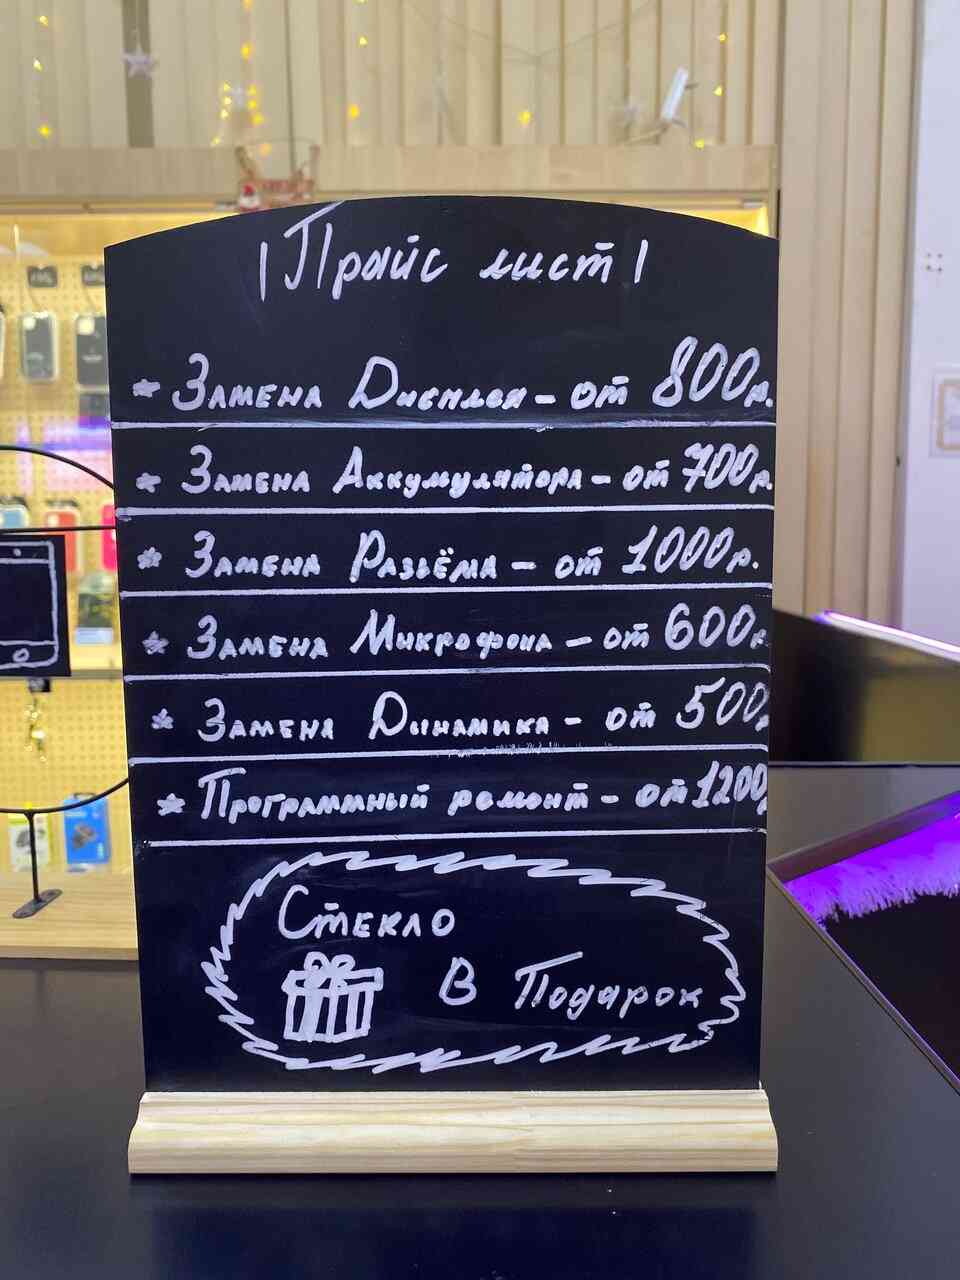 Прайс лист
Замена Дисплея - от 800р.
Замена Аккумулятора - от 700р.
Замена Разъёма - от 1000р.
Замена Микрофона - от 600р.
Замена Динамика - от 500р
Программный ремонт - от 1200р
Стекло
В Подарок